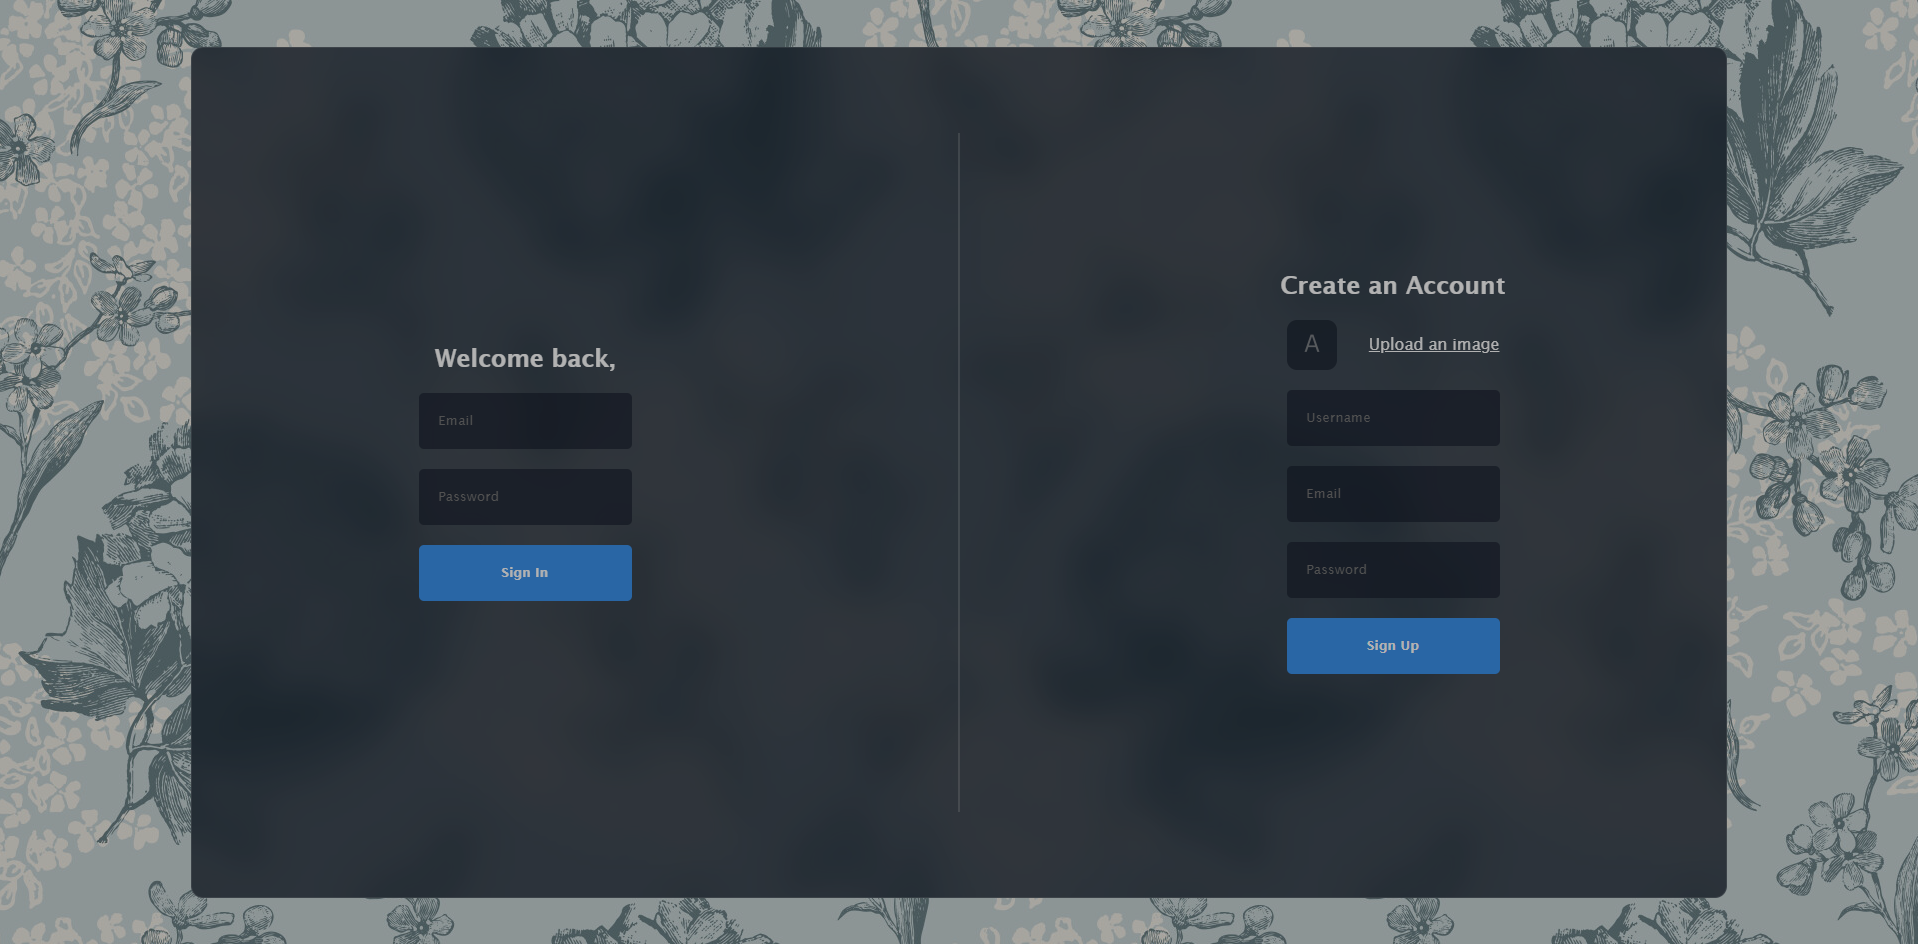 Welcome back,
Email
Password
Sign In
Create an Account
A
Upload an image
Username
Email
Password
Sign Up